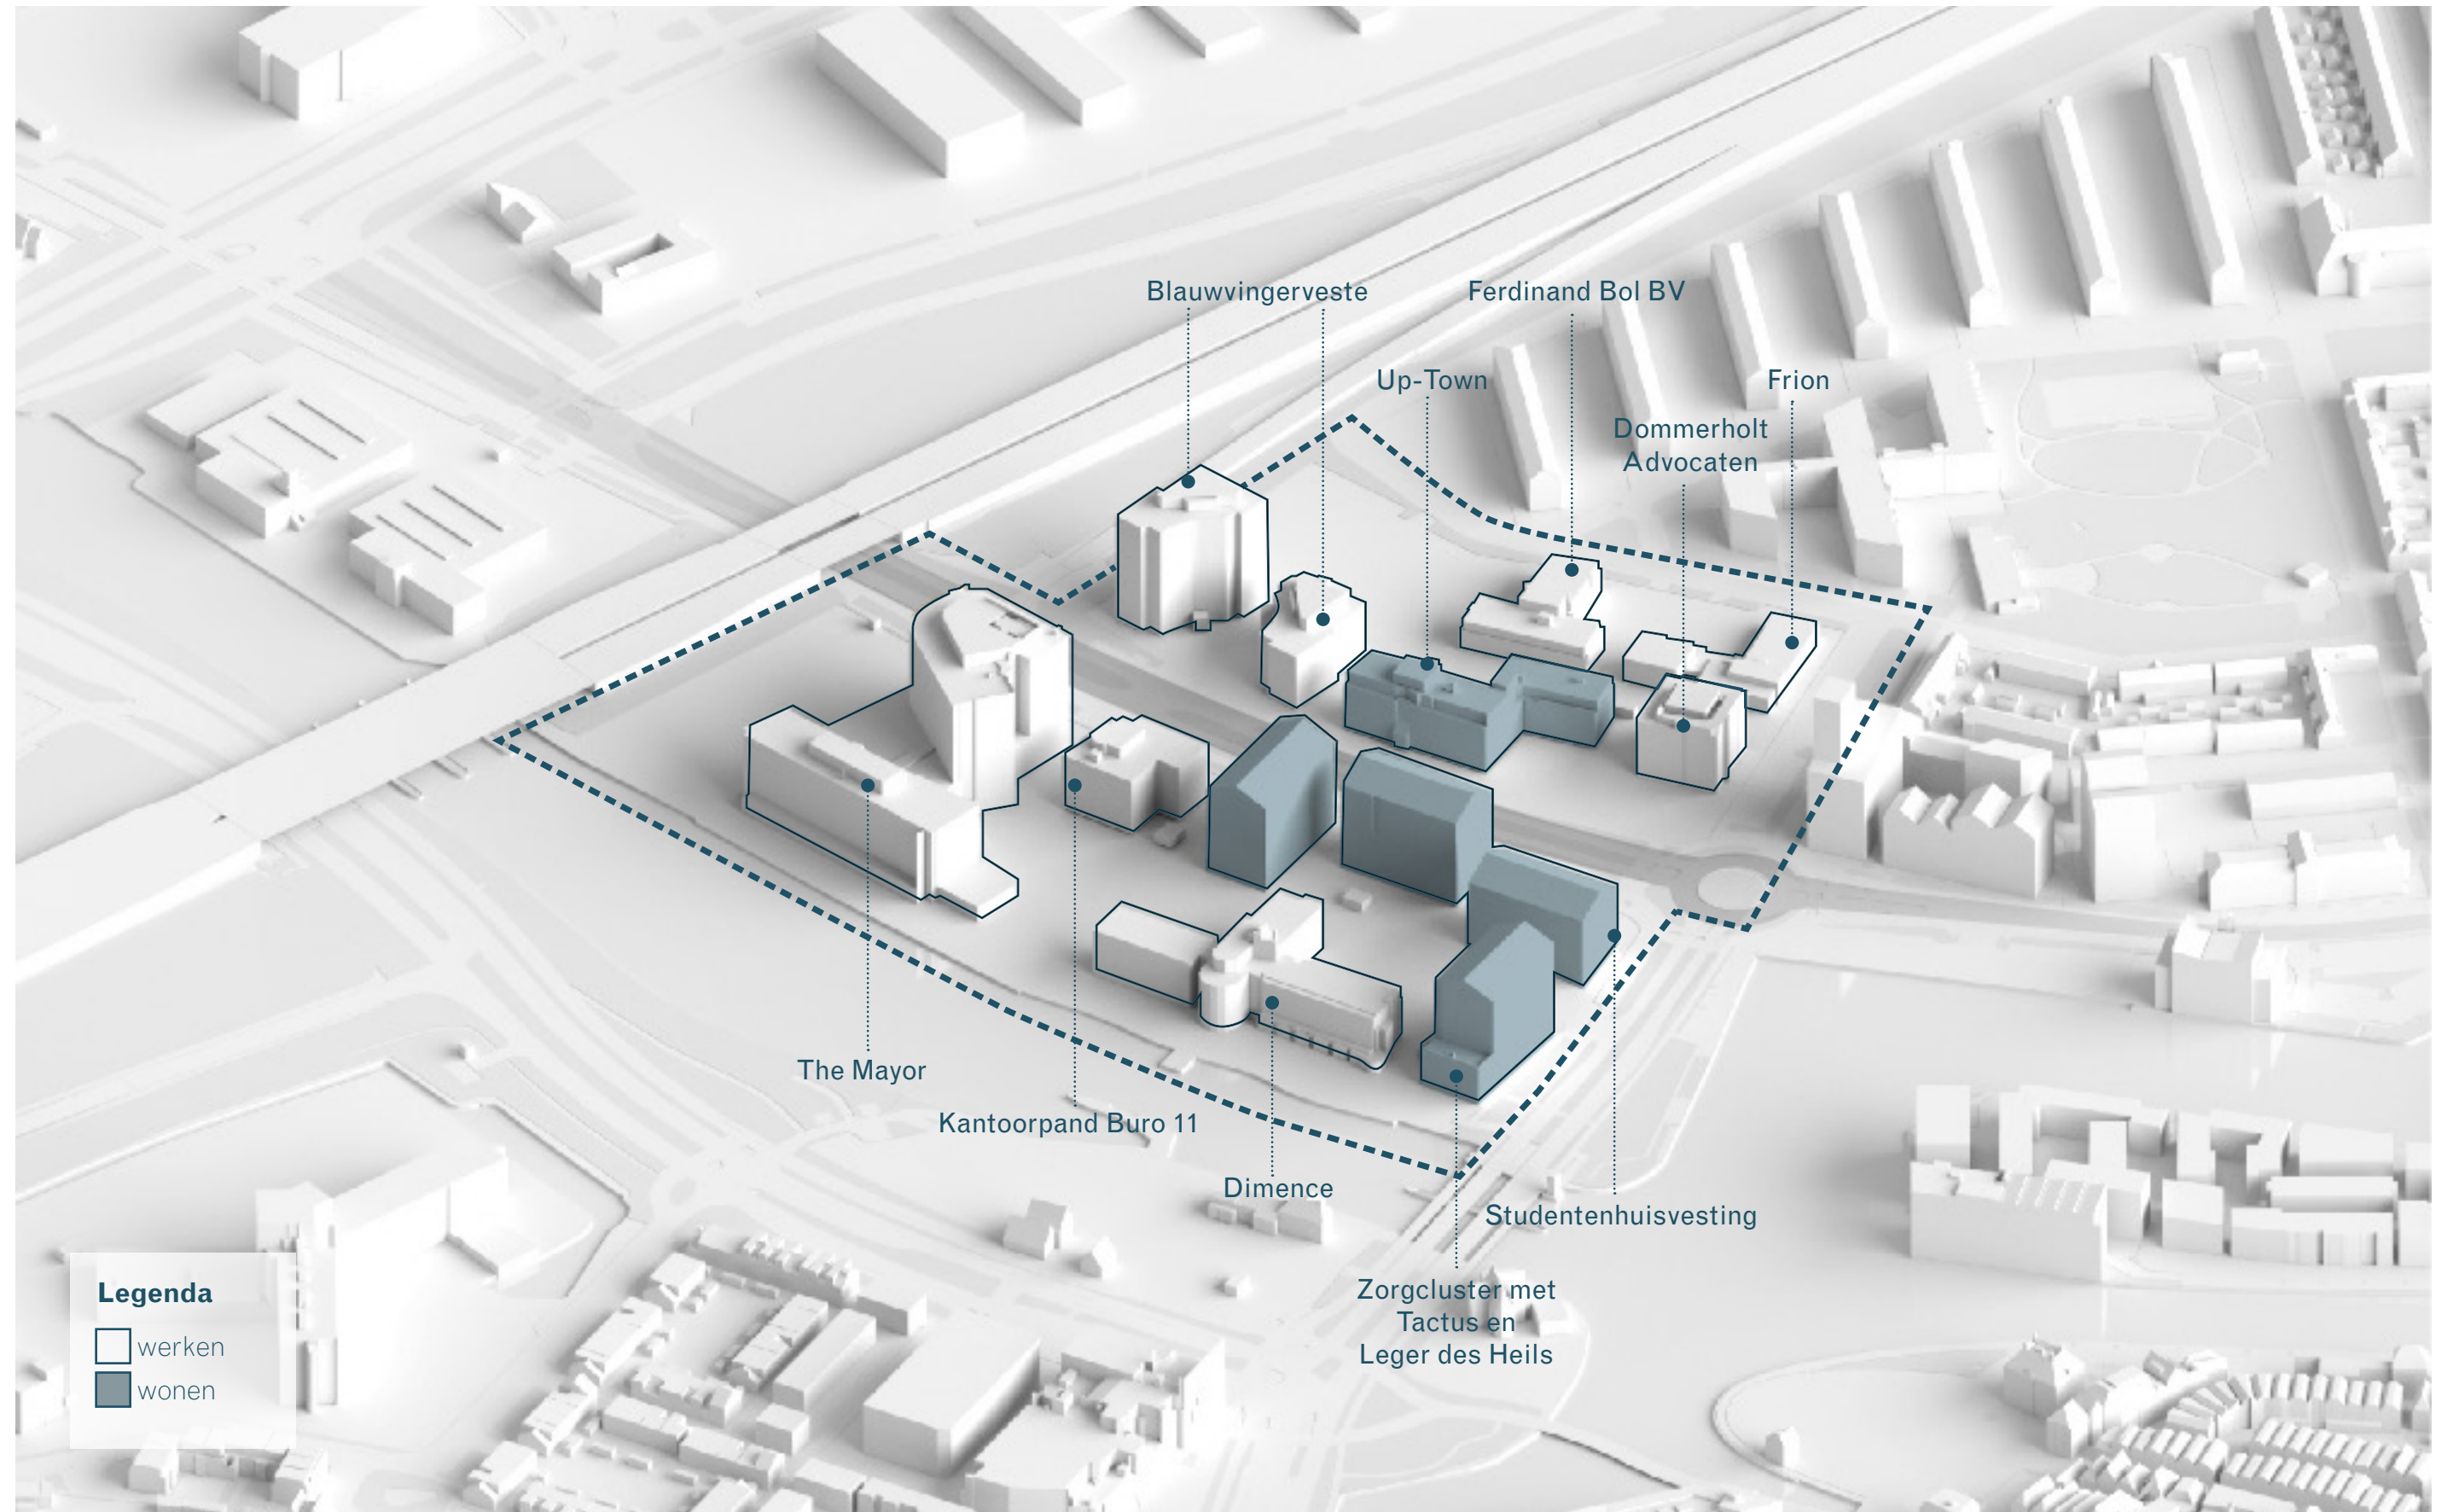 Blauwvingerveste
Ferdinand Bol BV
Up-Town
Frion
Dommerholt
Advocaten
The Mayor
Kantoorpand Buro 11
Dimence
Studentenhuisvesting
Zorgcluster met
Tactus en
Leger des Heils
Legenda
werken
wonen